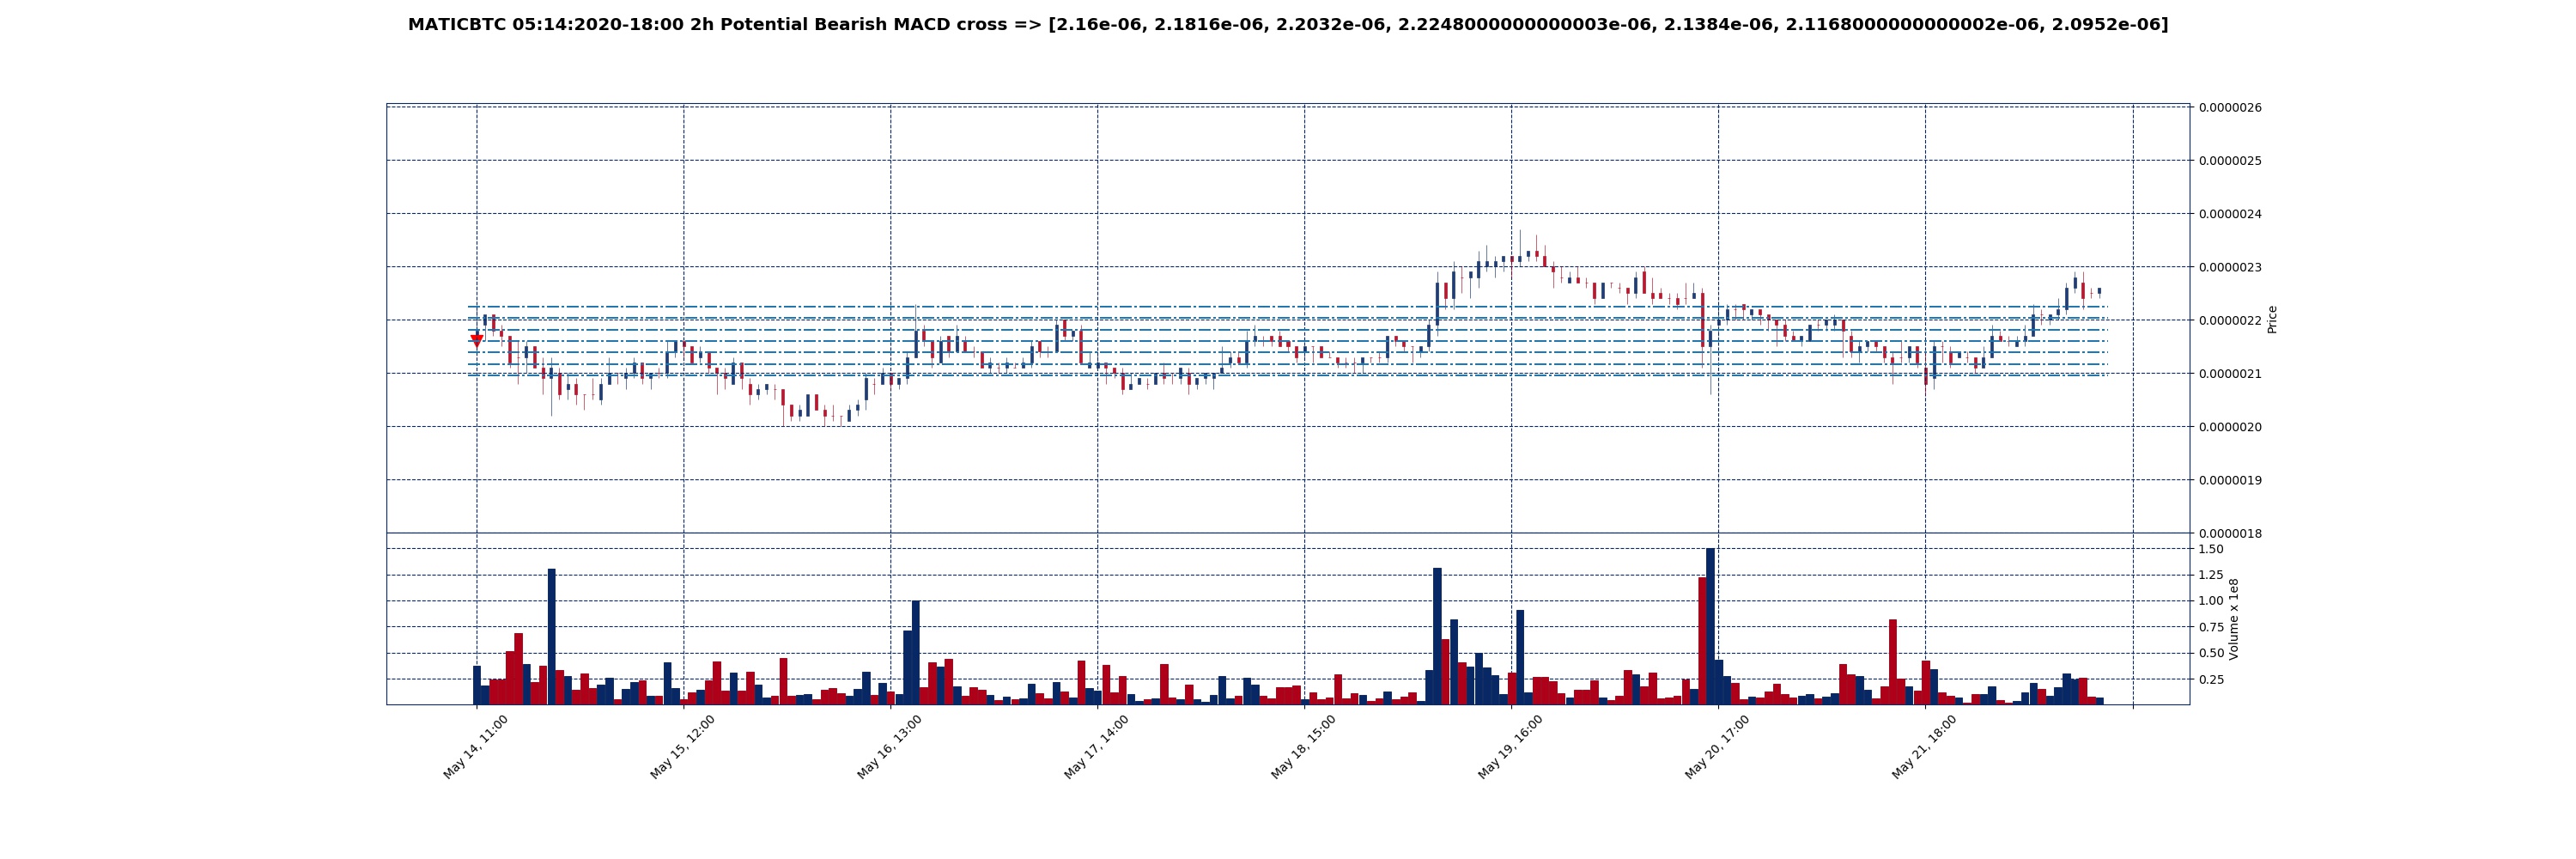 MATICBTC 05:14:2020-18:00 2h Potential Bearish MACD cross => [2.16e-06, 2.1816e-06, 2.2032e-06, 2.2248000000000003e-06, 2.1384e-06, 2.1168000000000002e-06, 2.0952e-06]
0.0000026
0.0000025
0.0000024
0.0000023
0.0000022
0.0000021
0.0000020
0.0000019
0.0000018
Price
1.50
1.25
1.00
0.75
0.50
0.25
Volume x 1e8
May 14, 11:00
May 15, 12:00
May 16, 13:00
May 17, 14:00
May 18, 15:00
May 19, 16:00
May 20, 17:00
May 21, 18:00